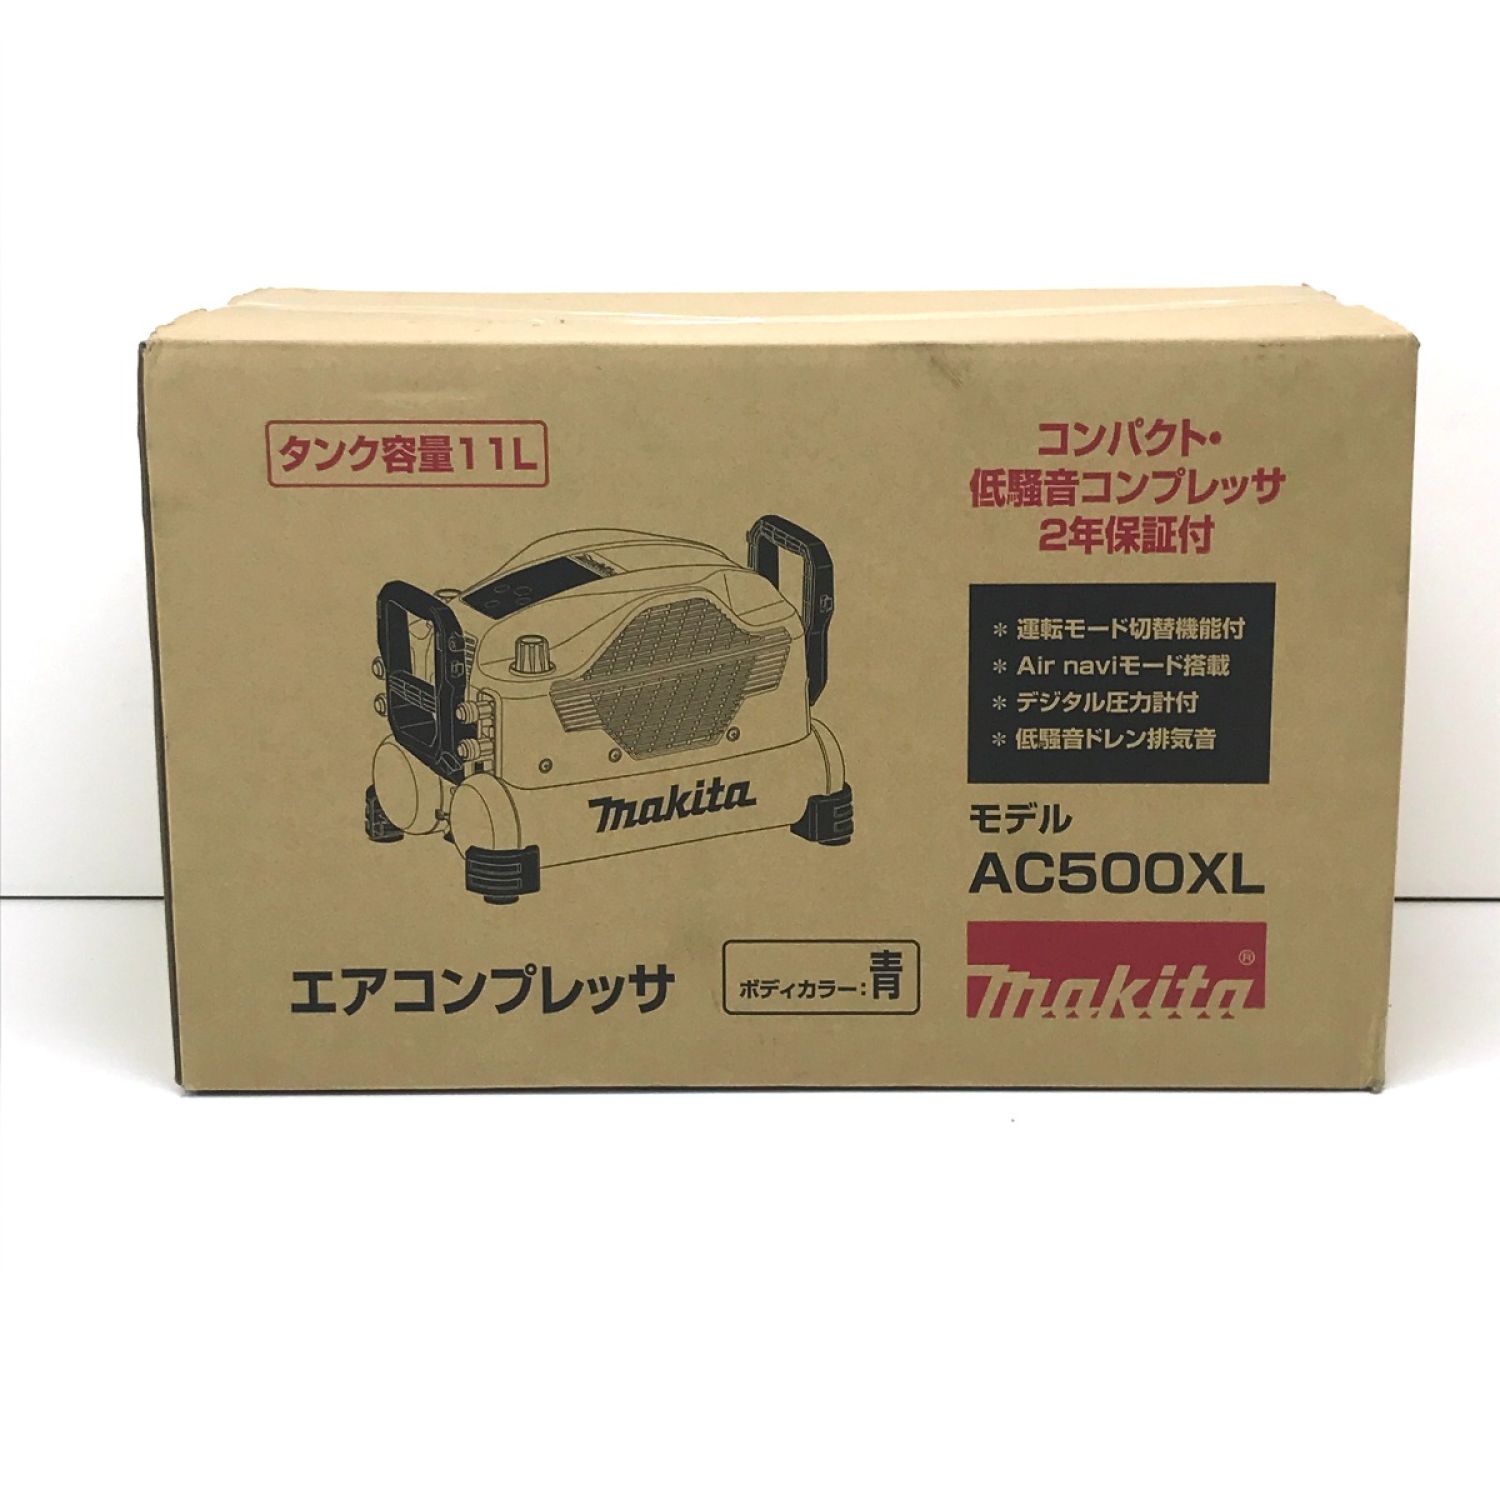 タンク容量11L
コンパクト・
低騒音コンプレッサ
2年保証付
＊運転モード切替機能付
＊Air naviモード搭載
＊デジタル圧力計付
＊低騒音ドレン排気音
makita
makita
モデル
AC500XL
エアコンプレッサ
ボディカラー：青
makita®